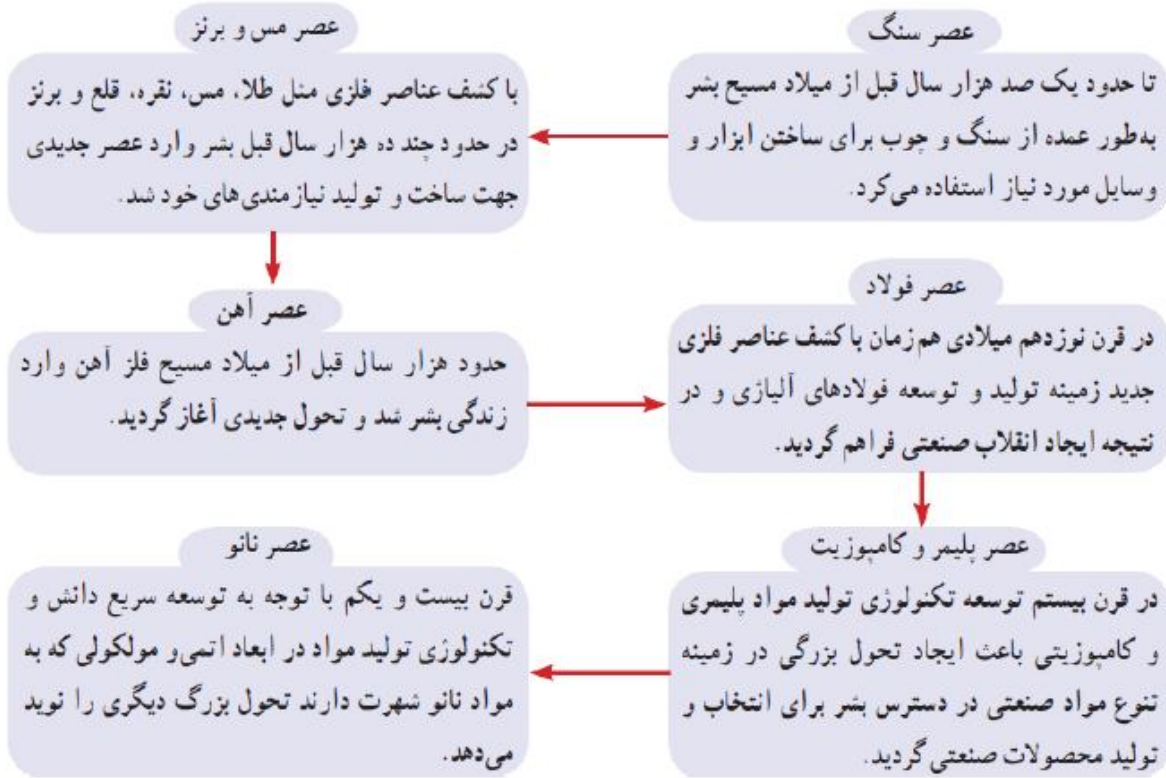 عصر سنگ
تا حدود یک صد هزار سال قبل از میلاد مسیح بشر
به‌طور عمده از سنگ و چوب برای ساختن ابزار و
وسایل مورد نیاز استفاده می‌کرد.
عصر مس و برنز
با کشف عناصر فلزی مثل طلا، مس، نقره، قلع و برنز
در حدود چند ده هزار سال قبل بشر وارد عصر جدیدی
جهت ساخت و تولید نیازمندی‌های خود شد.
عصر آهن
حدود هزار سال قبل از میلاد مسیح فلز آهن وارد
زندگی بشر شد و تحول جدیدی آغاز گردید.
عصر فولاد
در قرن نوزدهم میلادی هم‌زمان با کشف عناصر فلزی
جدید زمینه تولید و توسعه فولادهای آلیاژی و در
نتیجه ایجاد انقلاب صنعتی فراهم گردید.
عصر پلیمر و کامپوزیت
در قرن بیستم توسعه تکنولوژی تولید مواد پلیمری
و کامپوزیتی باعث ایجاد تحول بزرگی در زمینه
تنوع مواد صنعتی در دسترس بشر برای انتخاب و
تولید محصولات صنعتی گردید.
عصر نانو
قرن بیست و یکم با توجه به توسعه سریع دانش و
تکنولوژی تولید مواد در ابعاد اتمی و مولکولی که به
مواد نانو شهرت دارند تحول بزرگ دیگری را نوید
می‌دهد.